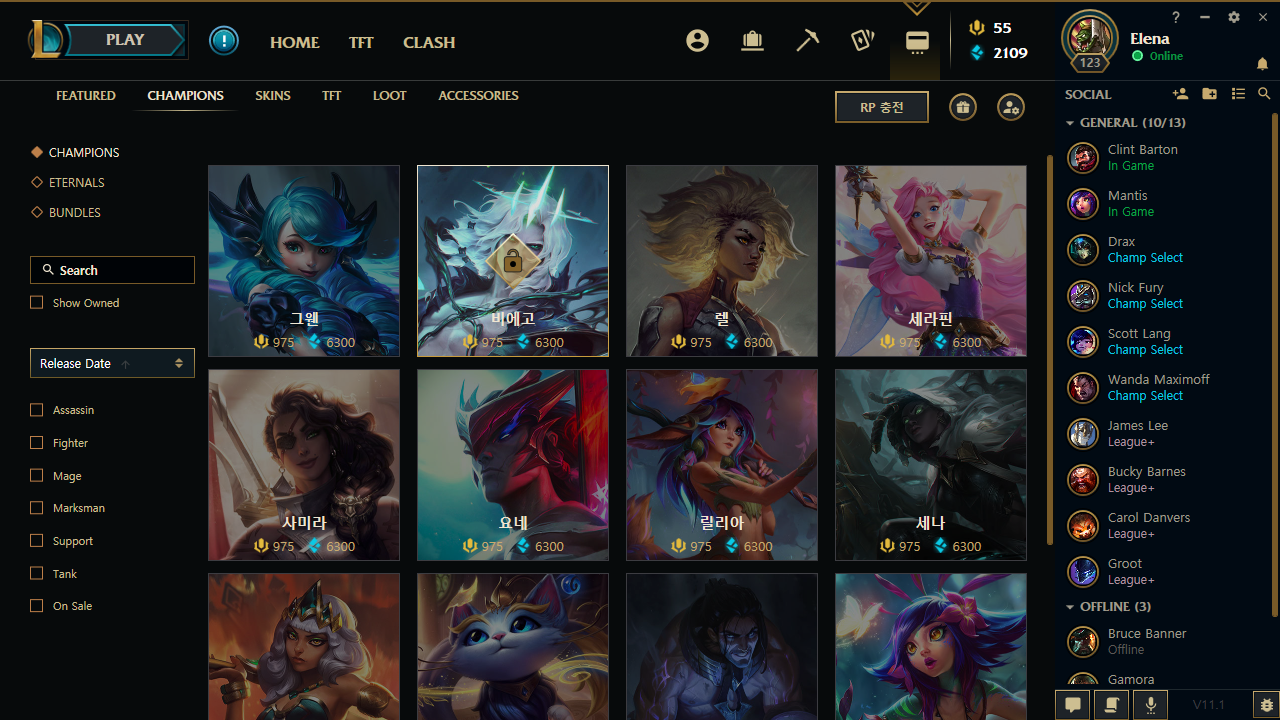 PLAY
HOME
TFT
CLASH
55
2109
?
Elena
123
Online
FEATURED
CHAMPIONS
SKINS
TFT
LOOT
ACCESSORIES
RP 충전
CHAMPIONS
ETERNALS
BUNDLES
Search
Show Owned
Release Date
Assassin
Fighter
Mage
Marksman
Support
Tank
On Sale
그웬
975 6300
비에고
975 6300
렐
975 6300
세라핀
975 6300
사미라
975 6300
요네
975 6300
릴리아
975 6300
세나
975 6300
SOCIAL
GENERAL (10/13)
Clint Barton
In Game
Mantis
In Game
Drax
Champ Select
Nick Fury
Champ Select
Scott Lang
Champ Select
Wanda Maximoff
Champ Select
James Lee
League+
Bucky Barnes
League+
Carol Danvers
League+
Groot
League+
OFFLINE (3)
Bruce Banner
Offline
Gamora
V11.1